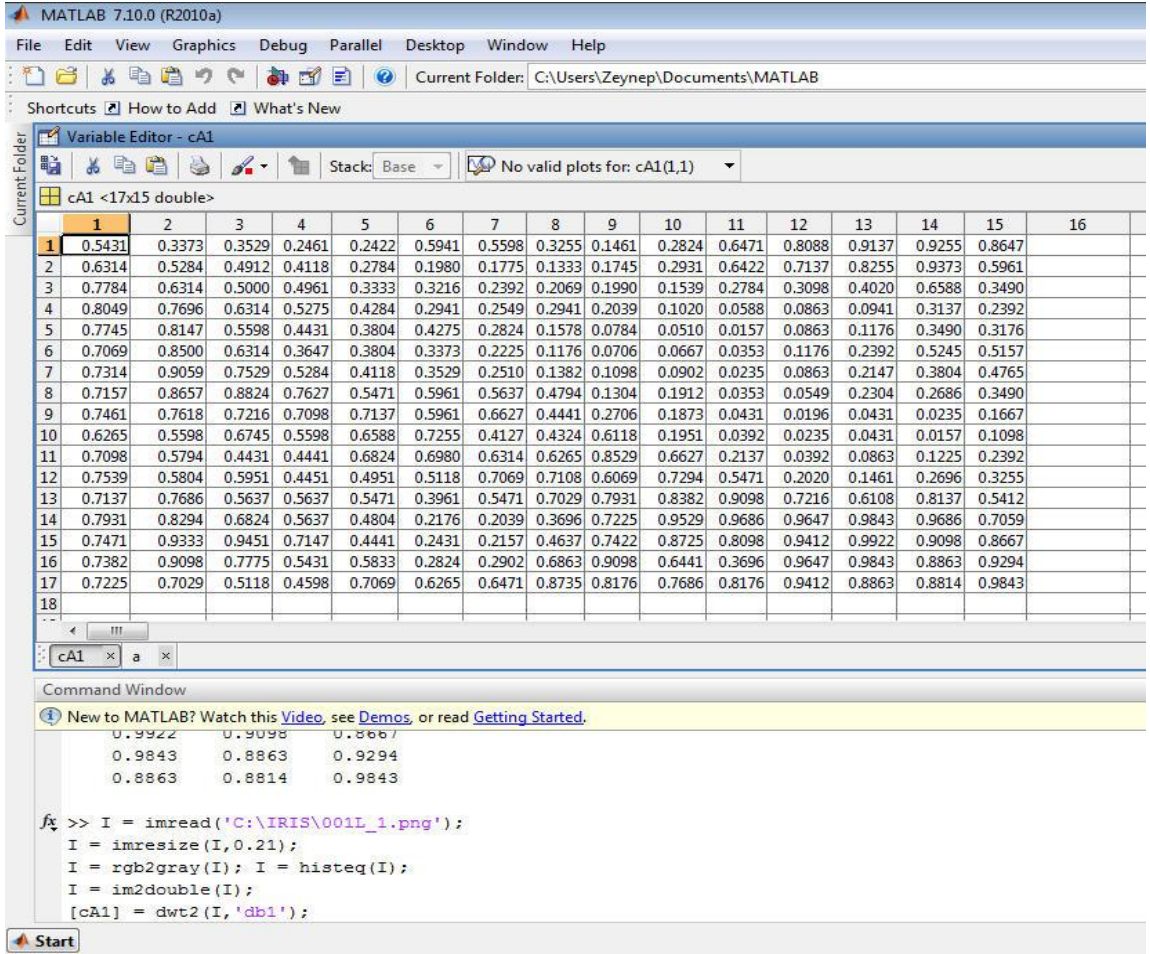 MATLAB 7.10.0 (R2010a)
File Edit View Graphics Debug Parallel Desktop Window Help
Current Folder: C:\Users\Zeynep\Documents\MATLAB
Shortcuts How to Add What's New
Current Folder
Variable Editor - cA1
Stack: Base No valid plots for: cA1(1,1)
cA1 <17x15 double>
1 2 3 4 5 6 7 8 9 10 11 12 13 14 15 16
1 0.5431 0.3373 0.3529 0.2461 0.2422 0.5941 0.5598 0.3255 0.1461 0.2824 0.6471 0.8088 0.9137 0.9255 0.8647
2 0.6314 0.5284 0.4912 0.4118 0.2784 0.1980 0.1775 0.1333 0.1745 0.2931 0.6422 0.7137 0.8255 0.9373 0.5961
3 0.7784 0.6314 0.5000 0.4961 0.3333 0.3216 0.2392 0.2069 0.1990 0.1539 0.2784 0.3098 0.4020 0.6588 0.3490
4 0.8049 0.7696 0.6314 0.5275 0.4284 0.2941 0.2549 0.2941 0.2039 0.1020 0.0588 0.0863 0.0941 0.3137 0.2392
5 0.7745 0.8147 0.5598 0.4431 0.3804 0.4275 0.2824 0.1578 0.0784 0.0510 0.0157 0.0863 0.1176 0.3490 0.3176
6 0.7069 0.8500 0.6314 0.3647 0.3804 0.3373 0.2225 0.1176 0.0706 0.0667 0.0353 0.1176 0.2392 0.5245 0.5157
7 0.7314 0.9059 0.7529 0.5284 0.4118 0.3529 0.2510 0.1382 0.1098 0.0902 0.0235 0.0863 0.2147 0.3804 0.4765
8 0.7157 0.8657 0.8824 0.7627 0.5471 0.5961 0.5637 0.4794 0.1304 0.1912 0.0353 0.0549 0.2304 0.2686 0.3490
9 0.7461 0.7618 0.7216 0.7098 0.7137 0.5961 0.6627 0.4441 0.2706 0.1873 0.0431 0.0196 0.0431 0.0235 0.1667
10 0.6265 0.5598 0.6745 0.5598 0.6588 0.7255 0.4127 0.4324 0.6118 0.1951 0.0392 0.0235 0.0431 0.0157 0.1098
11 0.7098 0.5794 0.4431 0.4441 0.6824 0.6980 0.6314 0.6265 0.8529 0.6627 0.2137 0.0392 0.0863 0.1225 0.2392
12 0.7539 0.5804 0.5951 0.4451 0.4951 0.5118 0.7069 0.7108 0.6069 0.7294 0.5471 0.2020 0.1461 0.2696 0.3255
13 0.7137 0.7686 0.5637 0.5637 0.5471 0.3961 0.5471 0.7029 0.7931 0.8382 0.9098 0.7216 0.6108 0.8137 0.5412
14 0.7931 0.8294 0.6824 0.5637 0.4804 0.2176 0.2039 0.3696 0.7225 0.9529 0.9686 0.9647 0.9843 0.9686 0.7059
15 0.7471 0.9333 0.9451 0.7147 0.4441 0.2431 0.2157 0.4637 0.7422 0.8725 0.8098 0.9412 0.9922 0.9098 0.8667
16 0.7382 0.9098 0.7775 0.5431 0.5833 0.2824 0.2902 0.6863 0.9098 0.6441 0.3696 0.9647 0.9843 0.8863 0.9294
17 0.7225 0.7029 0.5118 0.4598 0.7069 0.6265 0.6471 0.8735 0.8176 0.7686 0.8176 0.9412 0.8863 0.8814 0.9843
18
cA1 a
Command Window
New to MATLAB? Watch this Video, see Demos, or read Getting Started.
0.9922 0.9098 0.8667
0.9843 0.8863 0.9294
0.8863 0.8814 0.9843
fx >> I = imread('C:\IRIS\001L_1.png');
I = imresize(I,0.21);
I = rgb2gray(I); I = histeq(I);
I = im2double(I);
[cA1] = dwt2(I,'db1');
Start